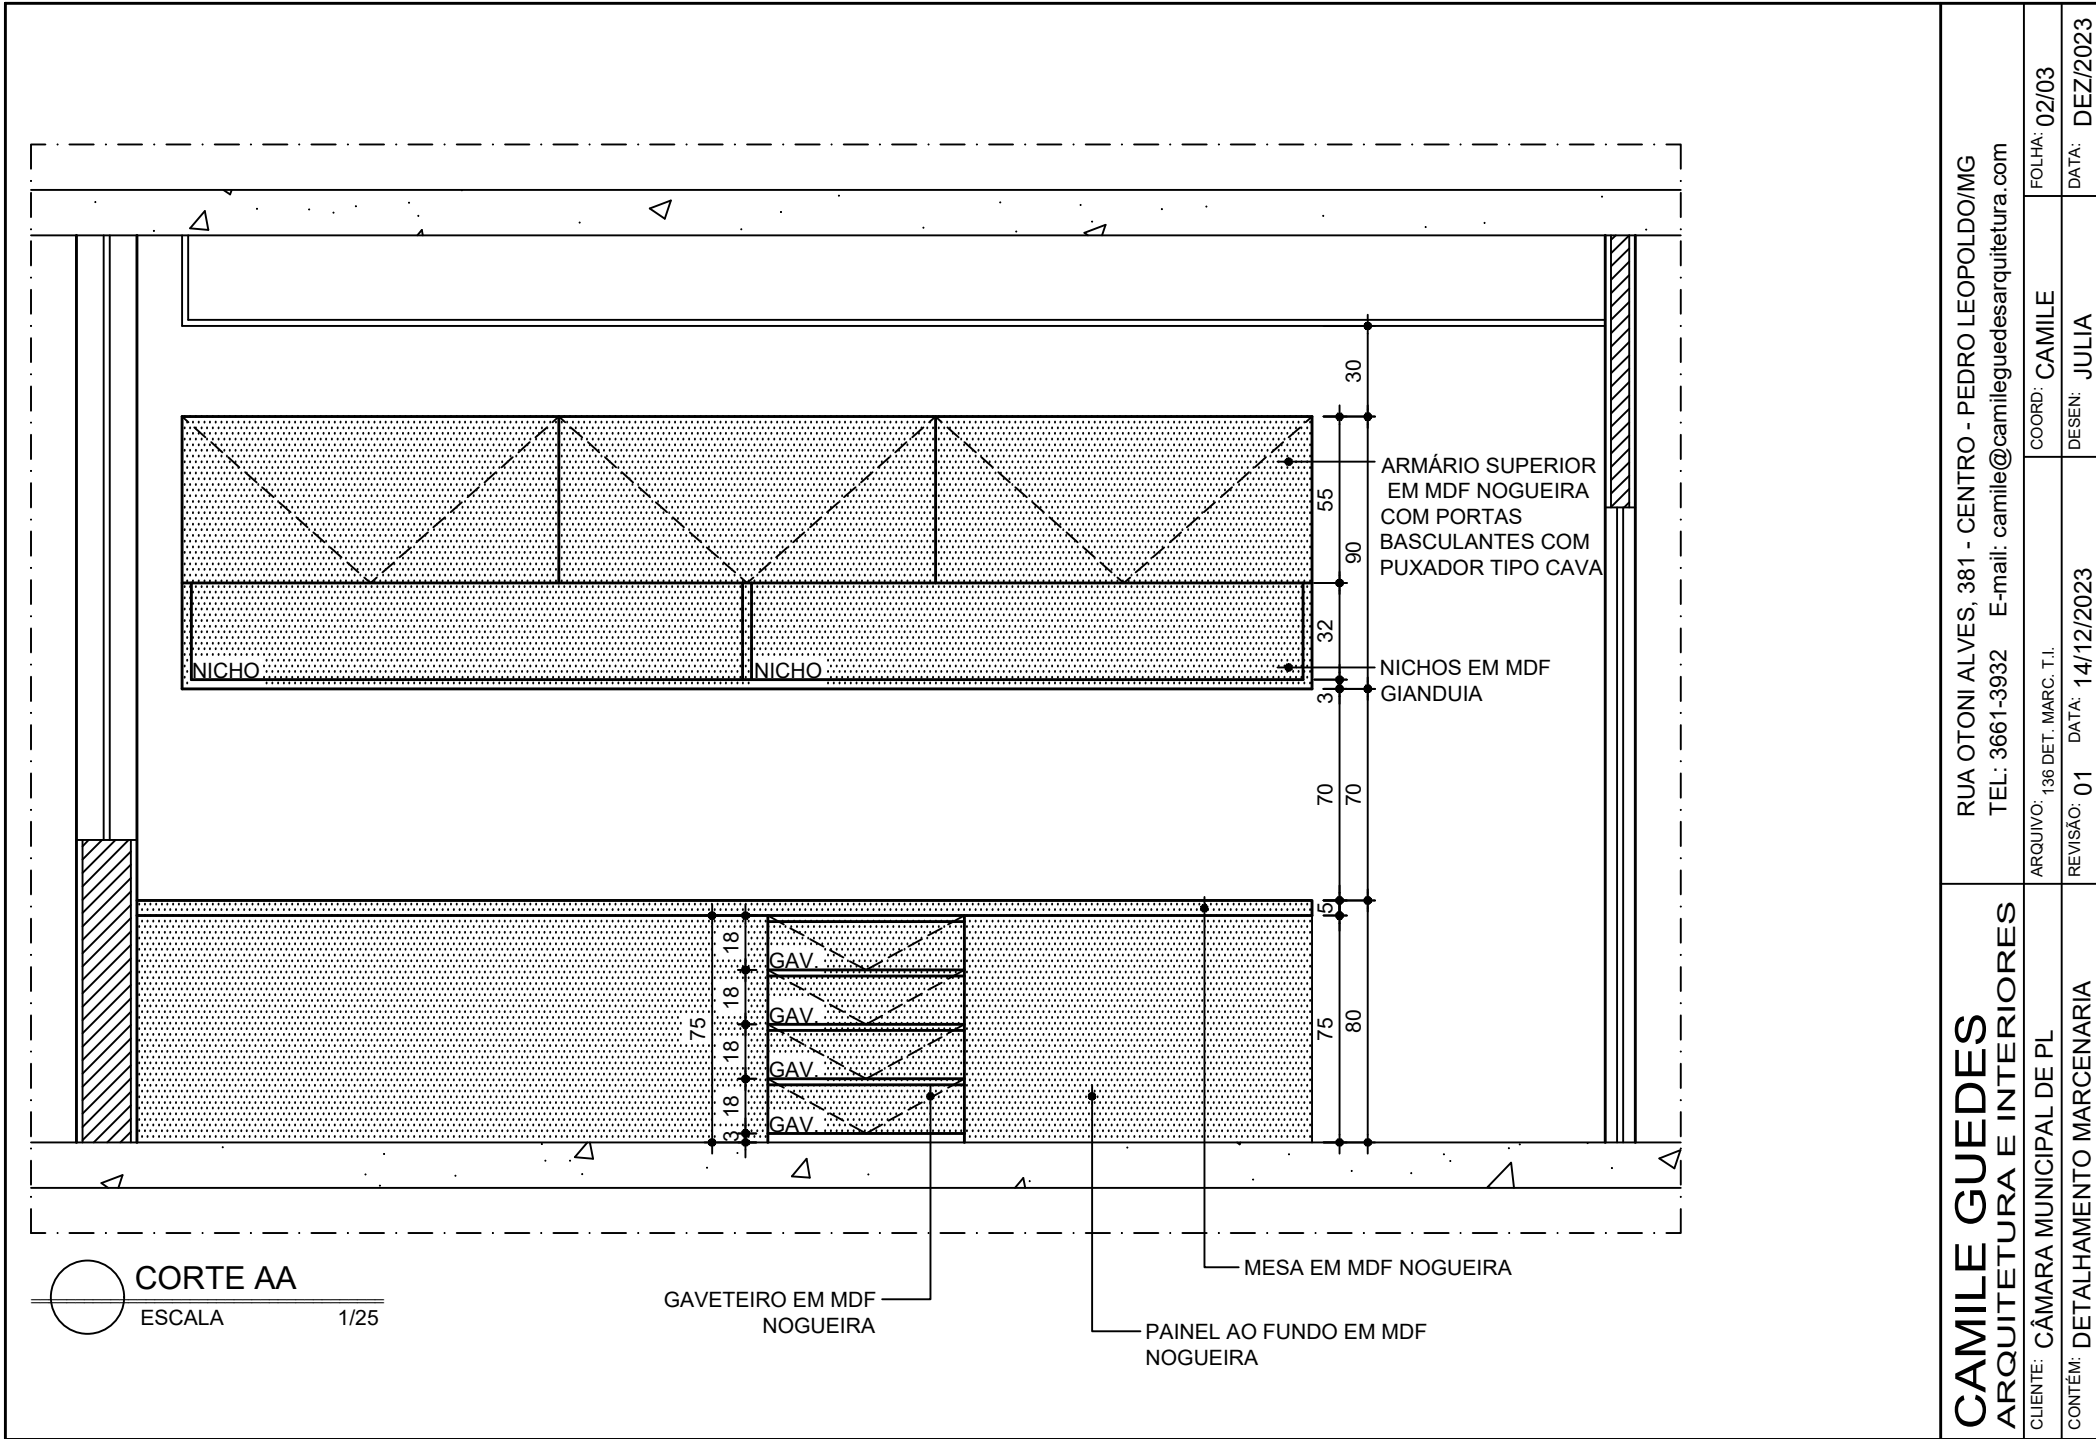 30
55
90
32
3
70
70
5
75
80
ARMÁRIO SUPERIOR
EM MDF NOGUEIRA
COM PORTAS
BASCULANTES COM
PUXADOR TIPO CAVA
NICHO
NICHO
NICHOS EM MDF
GIANDUIA
75
18
18
18
18
3
GAV.
GAV.
GAV.
GAV.
MESA EM MDF NOGUEIRA
GAVETEIRO EM MDF
NOGUEIRA
PAINEL AO FUNDO EM MDF
NOGUEIRA
CORTE AA
ESCALA 1/25
CAMILE GUEDES
ARQUITETURA E INTERIORES
RUA OTONI ALVES, 381 - CENTRO - PEDRO LEOPOLDO/MG
TEL: 3661-3932 E-mil: camile@camileguedesarquitetura.com
CLIENTE: CÂMARA MUNICIPAL DE PL
ARQUIVO: 136 DET. MARC. T.I.
COORD: CAMILE
FOLHA: 02/03
CONTÉM: DETALHAMENTO MARCENARIA
REVISÃO: 01 DATA: 14/12/2023
DESEN: JULIA
DATA: DEZ/2023